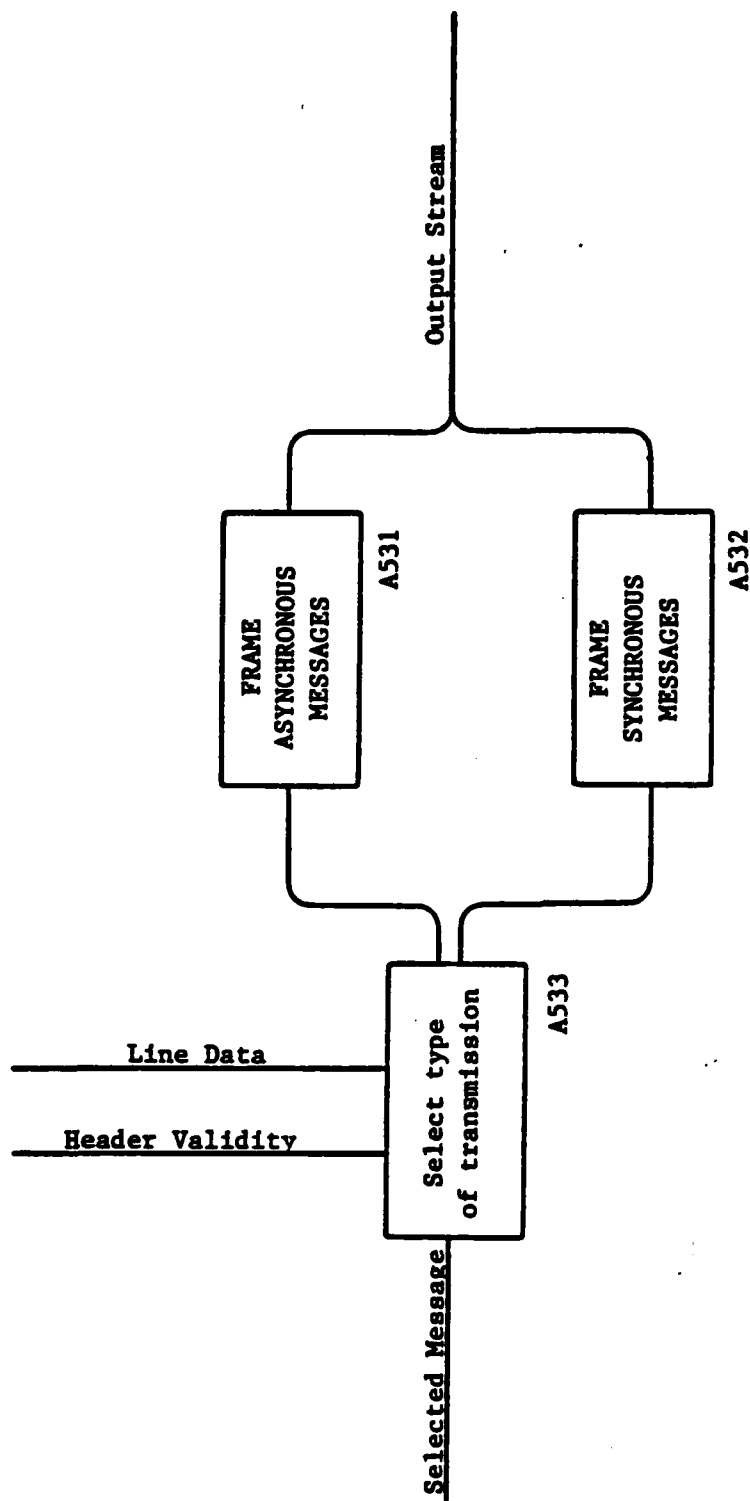 Selected Message
Header Validity
Line Data
Select type
of transmission
A533
FRAME
ASYNCHRONOUS
MESSAGES
A531
FRAME
SYNCHRONOUS
MESSAGES
A532
Output Stream